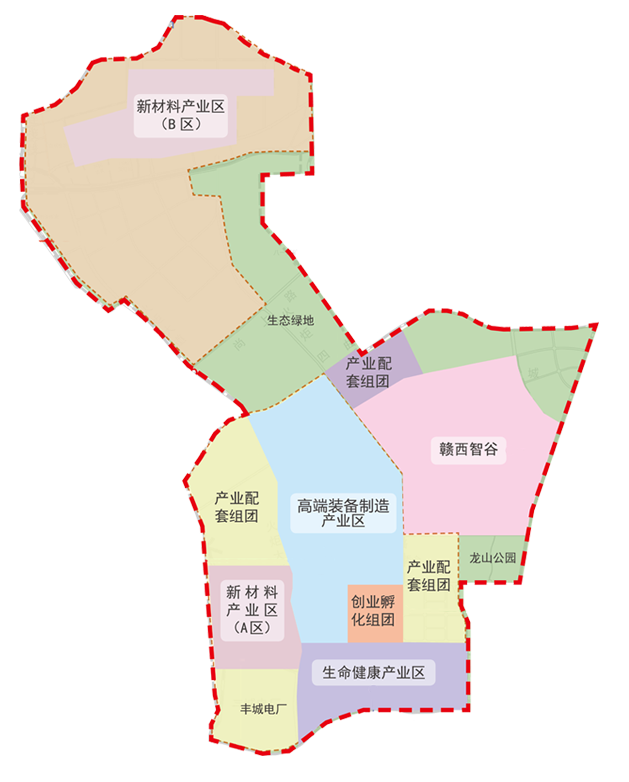 新材料产业区
（B 区）
生态绿地
产业配
套组团
赣西智谷
产业配
套组团
高端装备制造
产业区
龙山公园
产业配
套组团
新 材 料
产 业 区
（A区）
创业孵
化组团
生命健康产业区
丰城电厂